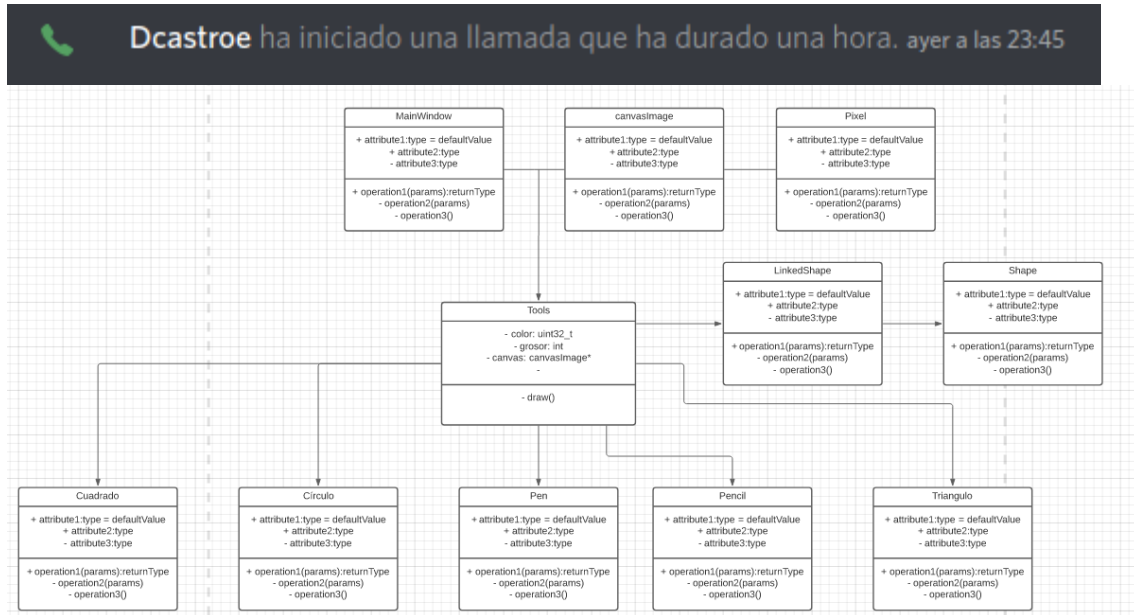 Dcastroe ha iniciado una llamada que ha durado una hora. ayer a las 23:45
MainWindow
+ attribute1:type = defaultValue
+ attribute2:type
- attribute3:type
+ operation1(params):returnType
- operation2(params)
- operation3()
canvasImage
+ attribute1:type = defaultValue
+ attribute2:type
- attribute3:type
+ operation1(params):returnType
- operation2(params)
- operation3()
Pixel
+ attribute1:type = defaultValue
+ attribute2:type
- attribute3:type
+ operation1(params):returnType
- operation2(params)
- operation3()
LinkedShape
+ attribute1:type = defaultValue
+ attribute2:type
- attribute3:type
+ operation1(params):returnType
- operation2(params)
- operation3()
Shape
+ attribute1:type = defaultValue
+ attribute2:type
- attribute3:type
+ operation1(params):returnType
- operation2(params)
- operation3()
Tools
- color: uint32_t
- grosor: int
- canvas: canvasImage*
-
- draw()
Cuadrado
+ attribute1:type = defaultValue
+ attribute2:type
- attribute3:type
+ operation1(params):returnType
- operation2(params)
- operation3()
Círculo
+ attribute1:type = defaultValue
+ attribute2:type
- attribute3:type
+ operation1(params):returnType
- operation2(params)
- operation3()
Pen
+ attribute1:type = defaultValue
+ attribute2:type
- attribute3:type
+ operation1(params):returnType
- operation2(params)
- operation3()
Pencil
+ attribute1:type = defaultValue
+ attribute2:type
- attribute3:type
+ operation1(params):returnType
- operation2(params)
- operation3()
Triangulo
+ attribute1:type = defaultValue
+ attribute2:type
- attribute3:type
+ operation1(params):returnType
- operation2(params)
- operation3()